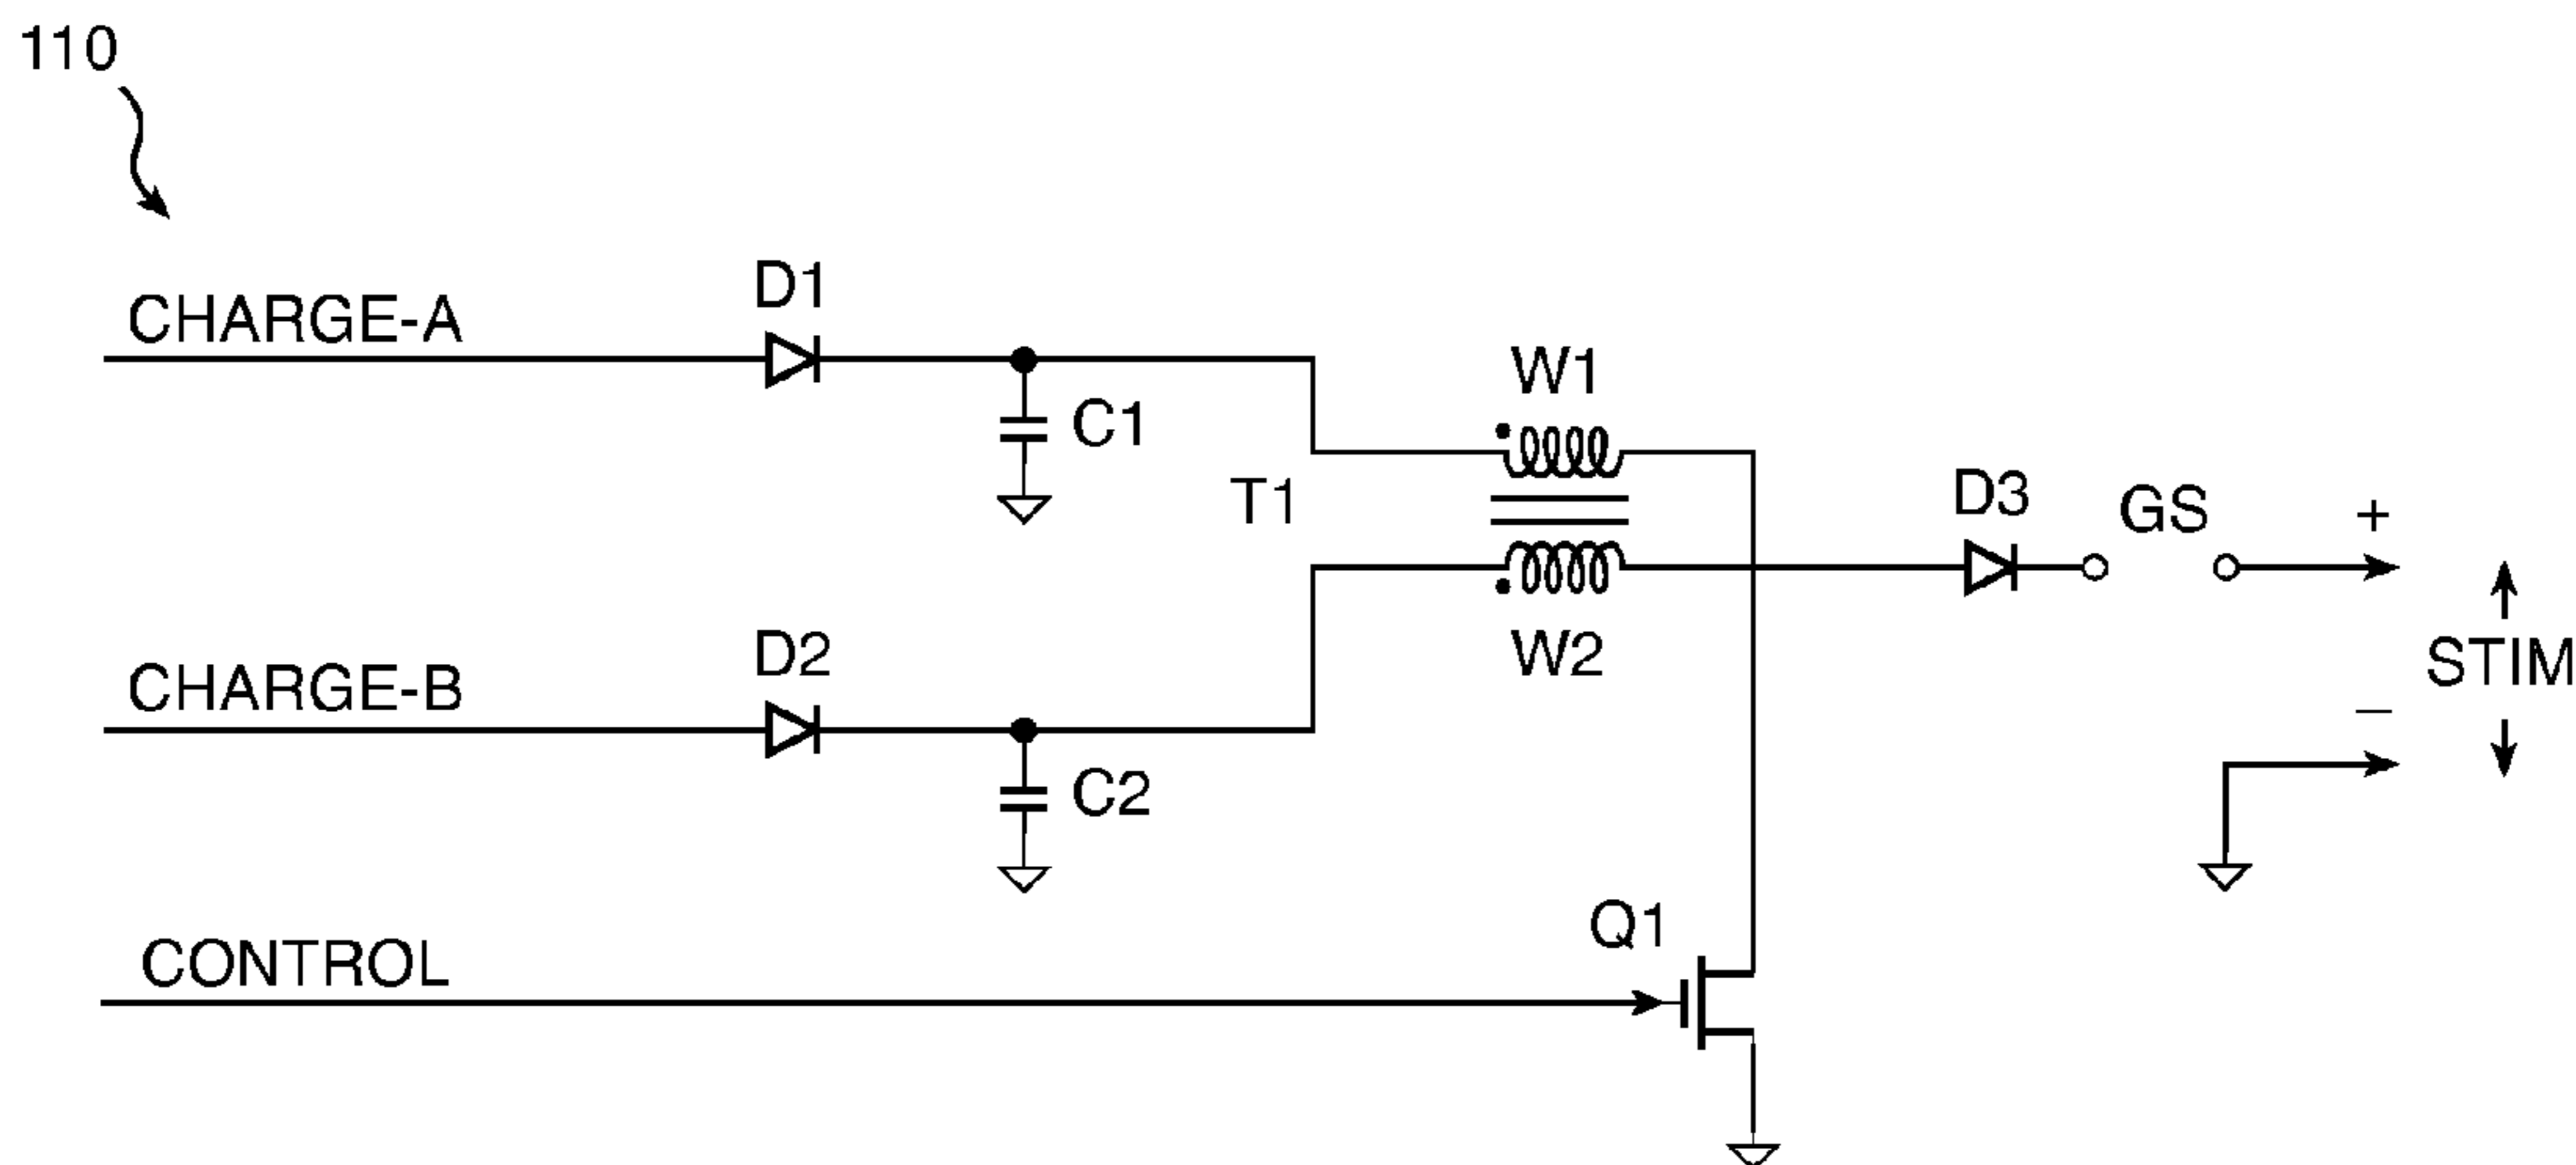 110
CHARGE-A
D1
C1
W1
T1
D3
GS
+
CHARGE-B
D2
C2
W2
STIM
−
CONTROL
Q1